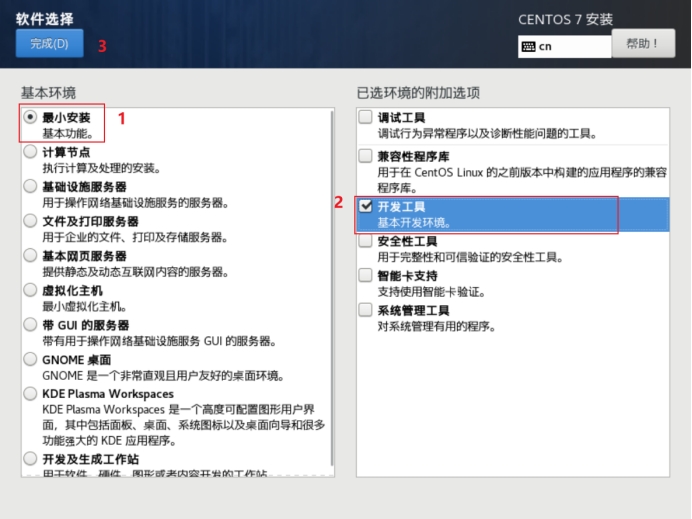 软件选择
CENTOS 7 安装
完成(D)
3
cn
帮助！
基本环境
已选环境的附加选项
最小安装
1
基本功能。
计算节点
执行计算及处理的安装。
基础设施服务器
用于操作网络基础设施服务的服务器。
文件及打印服务器
用于企业的文件、打印及存储服务器。
基本网页服务器
提供静态及动态互联网内容的服务器。
虚拟化主机
最小虚拟化主机。
带 GUI 的服务器
带有用于操作网络基础设施服务 GUI 的服务器。
GNOME 桌面
GNOME 是一个非常直观且用户友好的桌面环境。
KDE Plasma Workspaces
KDE Plasma Workspaces 是一个高度可配置图形用户界
面，其中包括面板、桌面、系统图标以及桌面向导和很多
功能强大的 KDE 应用程序。
开发及生成工作站
用于软件、硬件、图形或者内容开发的工作站
调试工具
调试行为异常程序以及诊断性能问题的工具。
兼容性程序库
用于在 CentOS Linux 的之前版本中构建的应用程序的兼容
程序库。
2
开发工具
基本开发环境。
安全性工具
用于完整性和可信验证的安全性工具。
智能卡支持
支持使用智能卡验证。
系统管理工具
对系统管理有用的程序。